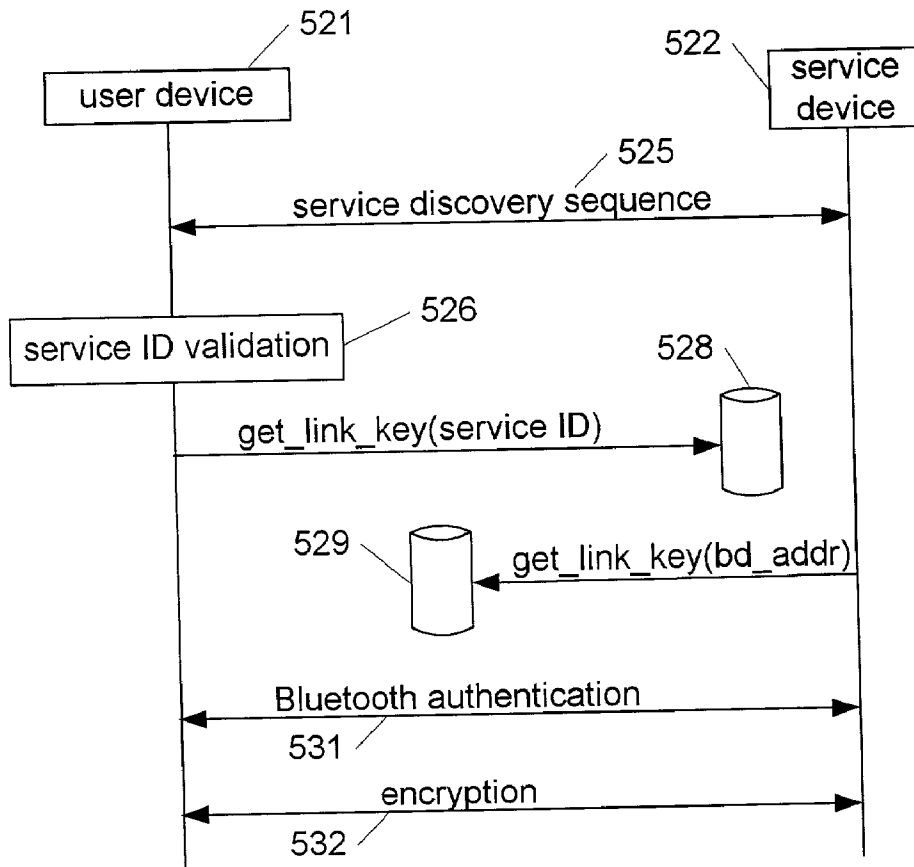 521
user device
522
service
device
525
service discovery sequence
526
service ID validation
528
get_link_key(service ID)
529
get_link_key(bd_addr)
Bluetooth authentication
531
encryption
532